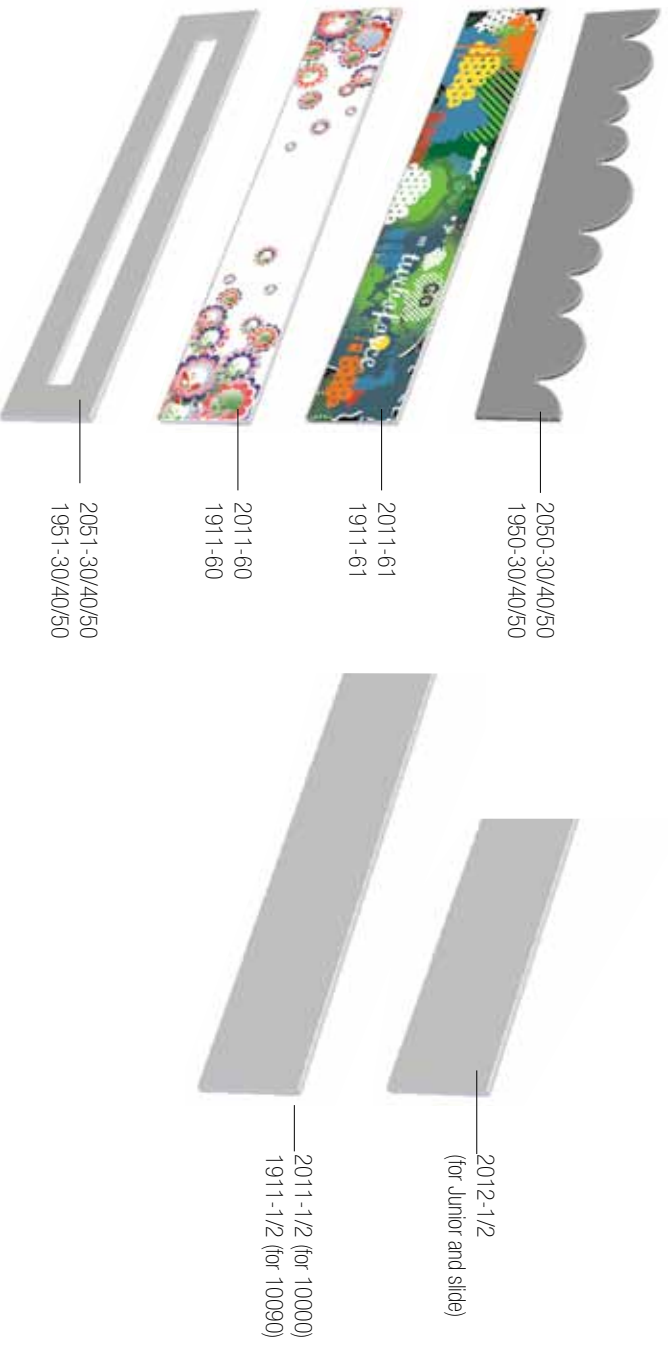 2050-30/40/50
1950-30/40/50
2011-61
1911-61
2011-60
1911-60
2051-30/40/50
1951-30/40/50
2012-1/2
(for Junior and slide)
2011-1/2 (for 10000)
1911-1/2 (for 10090)
GO
turboforce